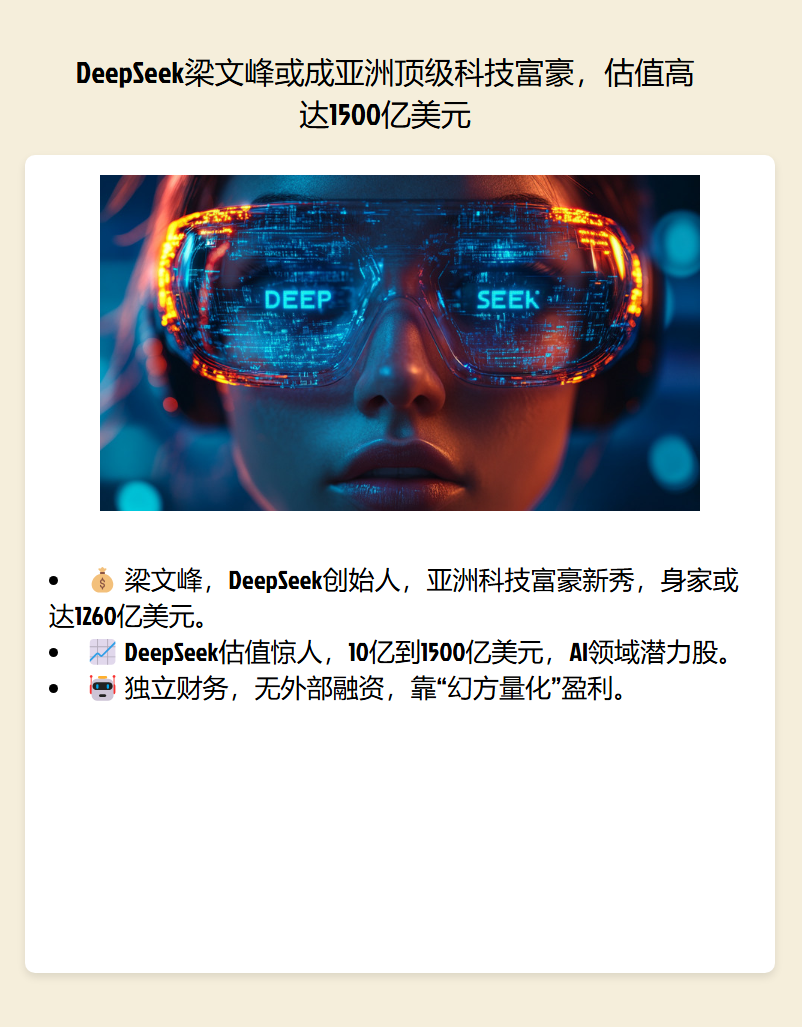 DeepSeek梁文峰或成亚洲顶级科技富豪，估值高
达1500亿美元
DEEP SEEK
• 💰 梁文峰，DeepSeek创始人，亚洲科技富豪新秀，身家或
达1260亿美元。
• 📈 DeepSeek估值惊人，10亿到1500亿美元，AI领域潜力股。
• 🤖 独立财务，无外部融资，靠“幻方量化”盈利。